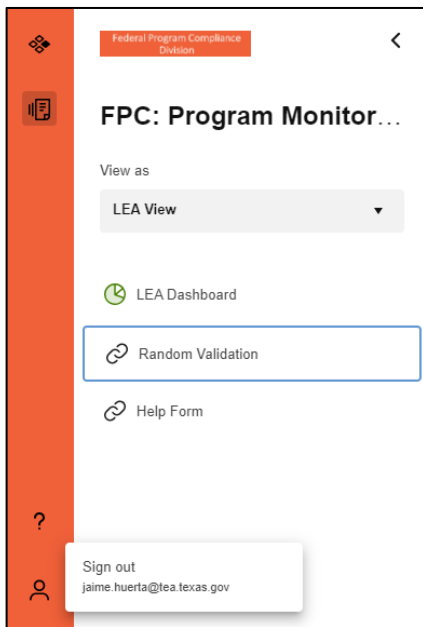 Federal Program Compliance
Division
FPC: Program Monitor...
View as
LEA View
LEA Dashboard
Random Validation
Help Form
?
Sign out
jaime.huerta@tea.texas.gov